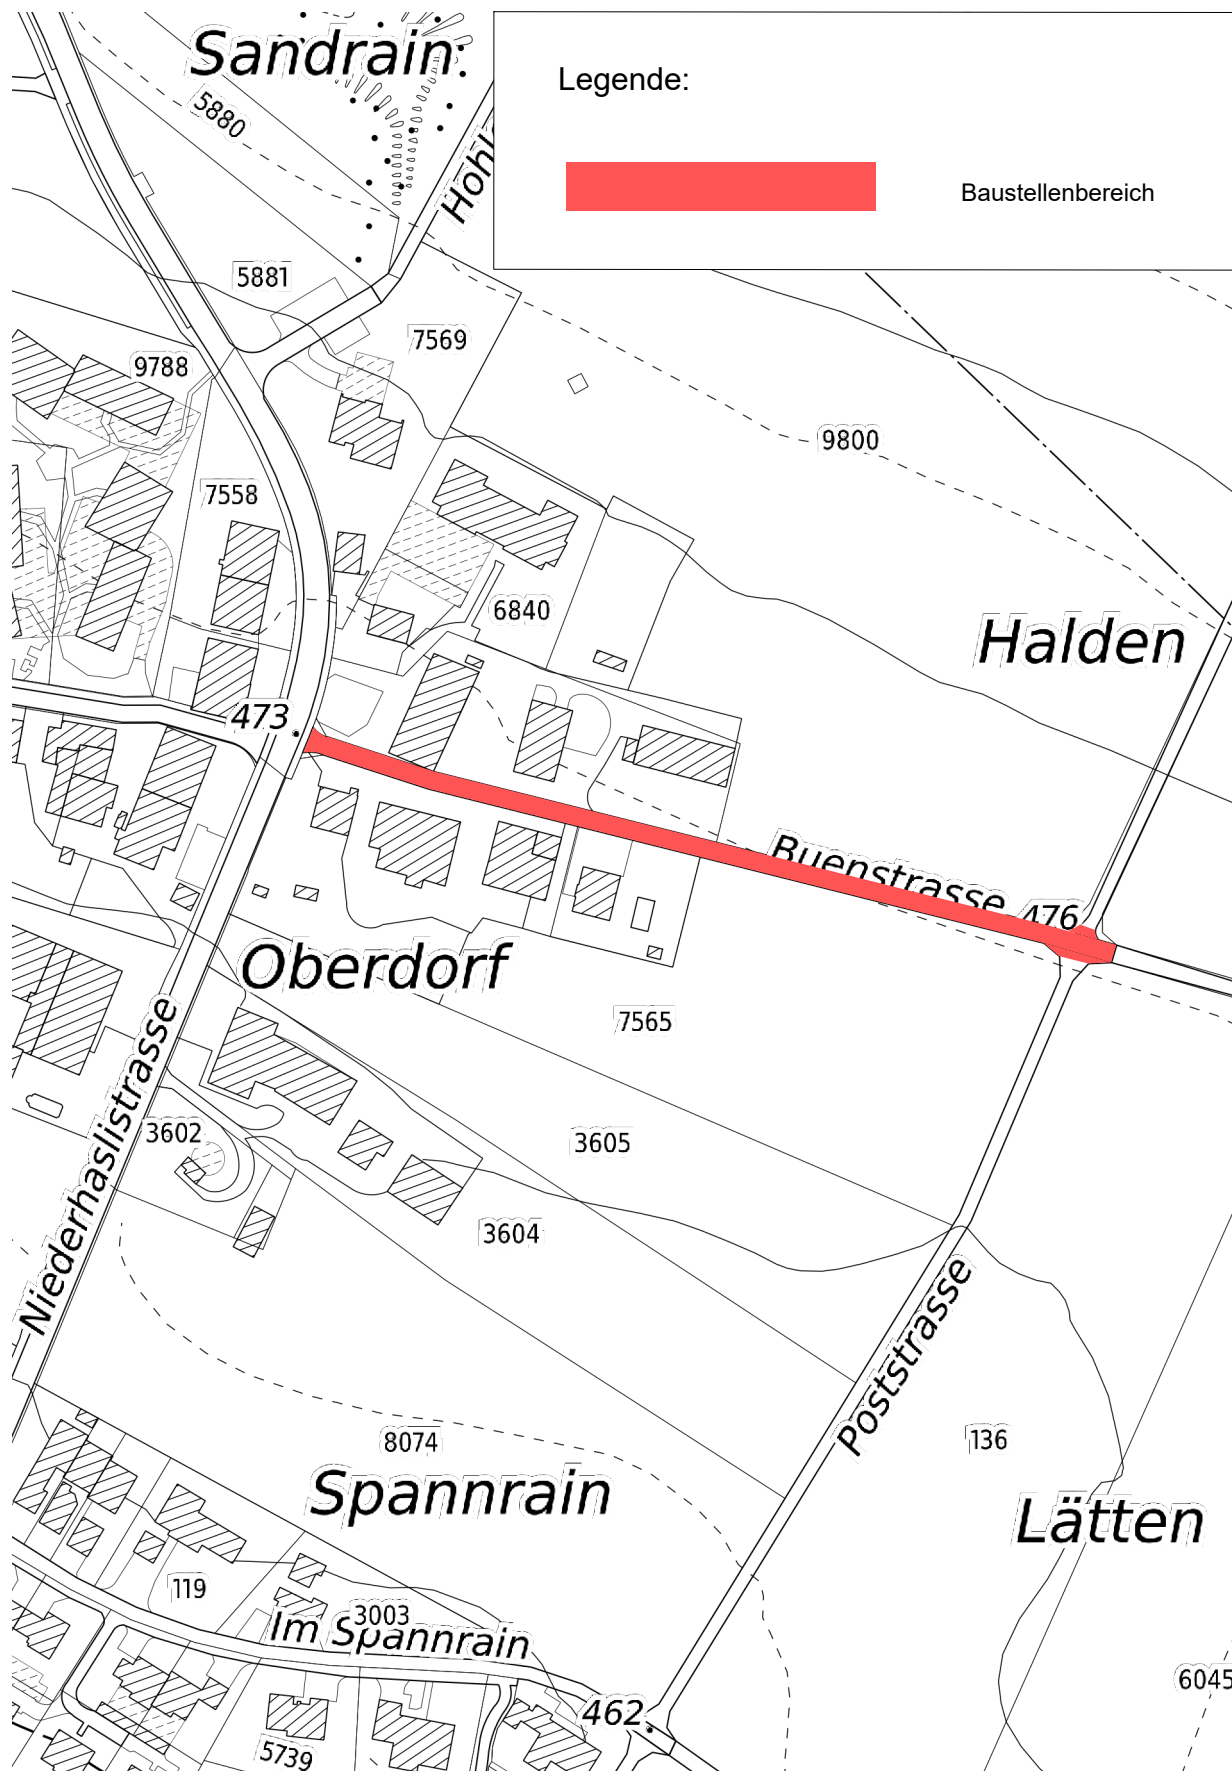 Sandrain
Legende:
5880
Baustellenbereich
5881
7569
9788
9800
7558
6840
Halden
473
Buenstrasse
476
Oberdorf
7565
Niederhaslistrasse
3602
3605
3604
Poststrasse
8074
136
Spannrain
Lätten
119
3003
Im Spannrain
6045
462
5739